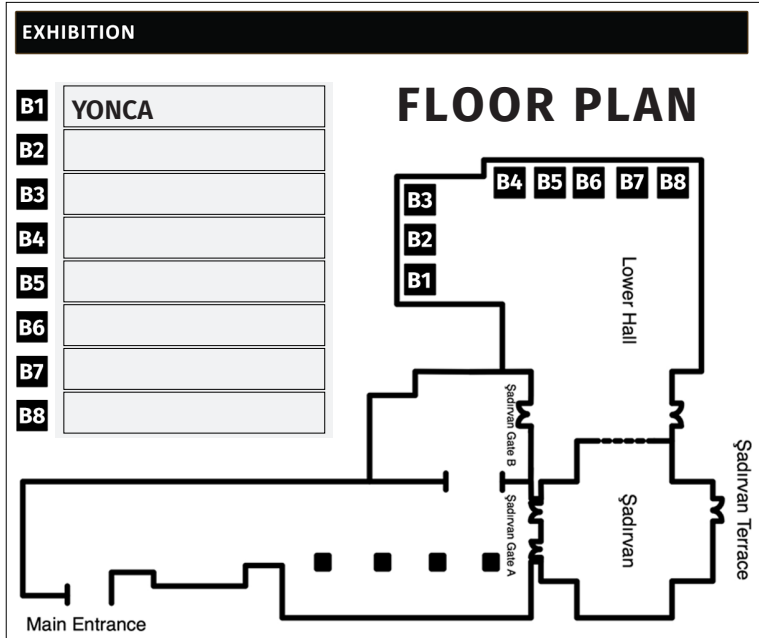 EXHIBITION
FLOOR PLAN
B1 YONCA
B2
B3
B4
B5
B6
B7
B8
B4 B5 B6 B7 B8
B3
B2
B1
Lower Hall
Şadırvan Gate B
Şadırvan Gate A
Şadırvan
Şadırvan Terrace
Main Entrance